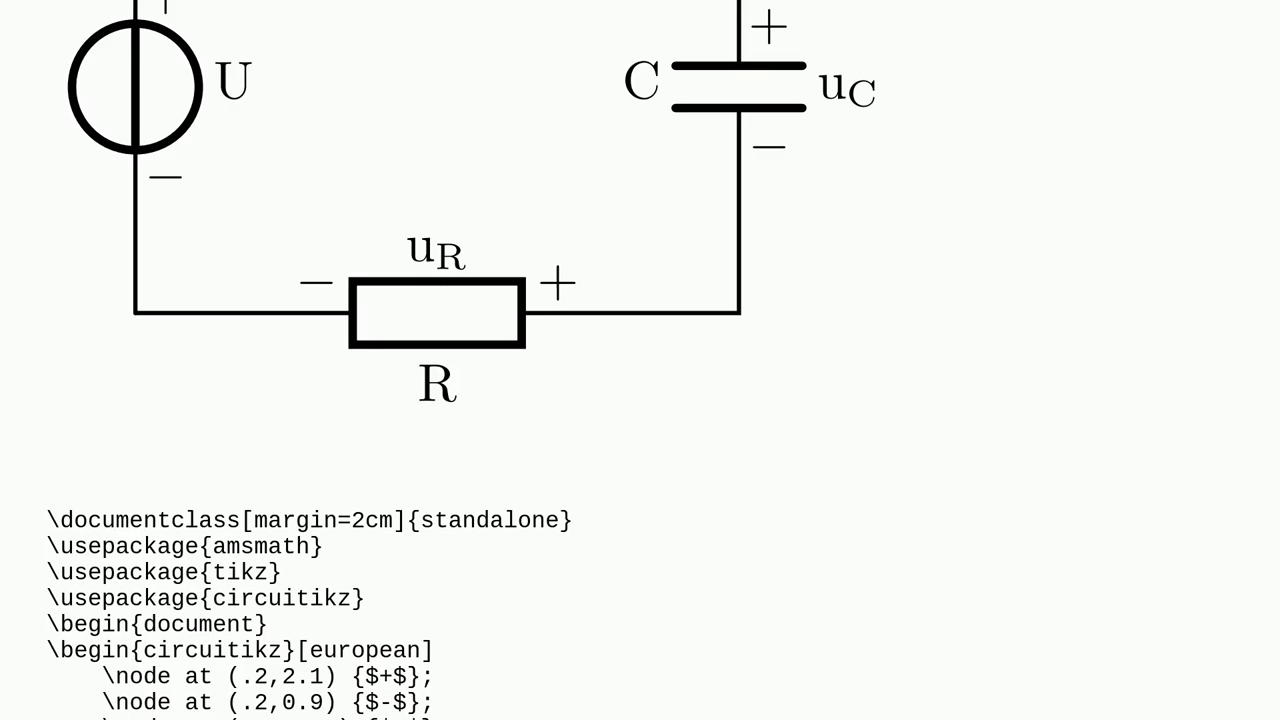 +
+
U
C
u_C
−
−
u_R
−
+
R
\documentclass[margin=2cm]{standalone}
\usepackage{amsmath}
\usepackage{tikz}
\usepackage{circuitikz}
\begin{document}
\begin{circuitikz}[european]
    \node at (.2,2.1) {$+$};
    \node at (.2,0.9) {$-$};